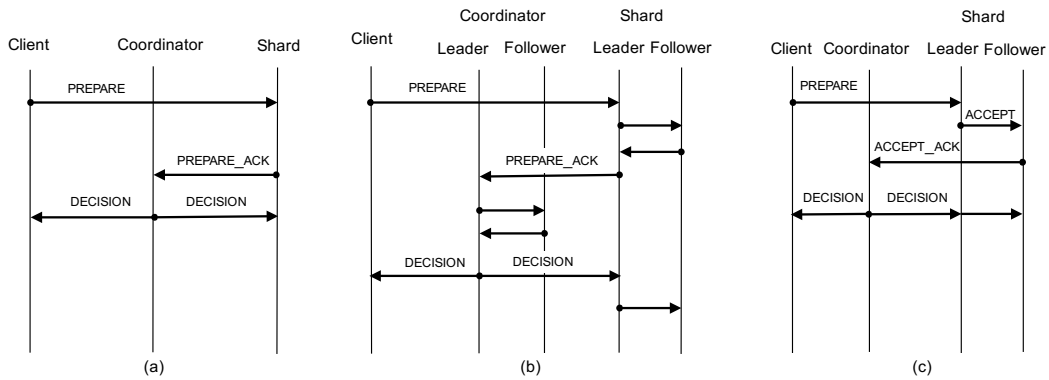 Client Coordinator Shard
PREPARE
PREPARE_ACK
DECISION DECISION
(a)
Coordinator Shard
Client Leader Follower Leader Follower
PREPARE
PREPARE_ACK
DECISION DECISION
(b)
Shard
Client Coordinator Leader Follower
PREPARE
ACCEPT
ACCEPT_ACK
DECISION DECISION
(c)